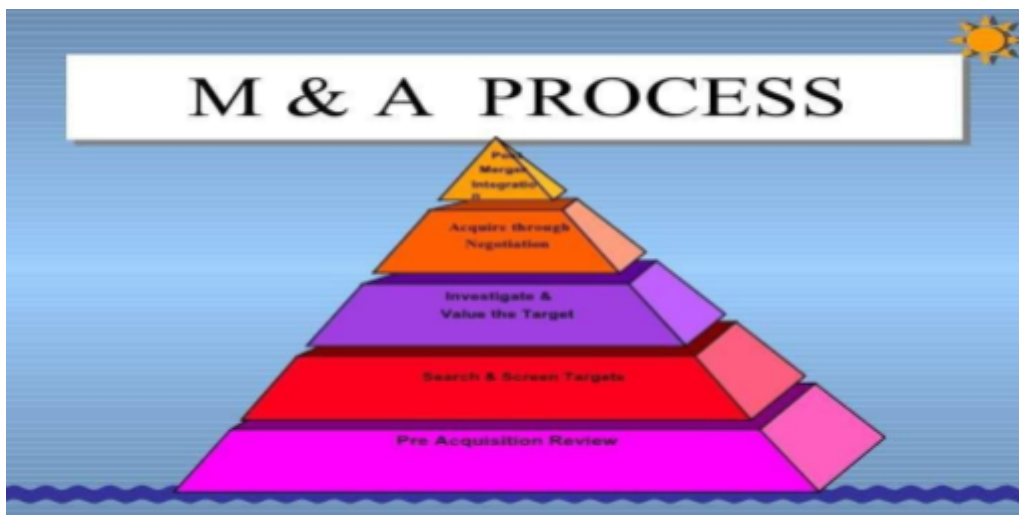 M & A PROCESS
Post
Merger
Integratio
n
Acquire through
Negotiation
Investigate &
Value the Target
Search & Screen Targets
Pre Acquisition Review